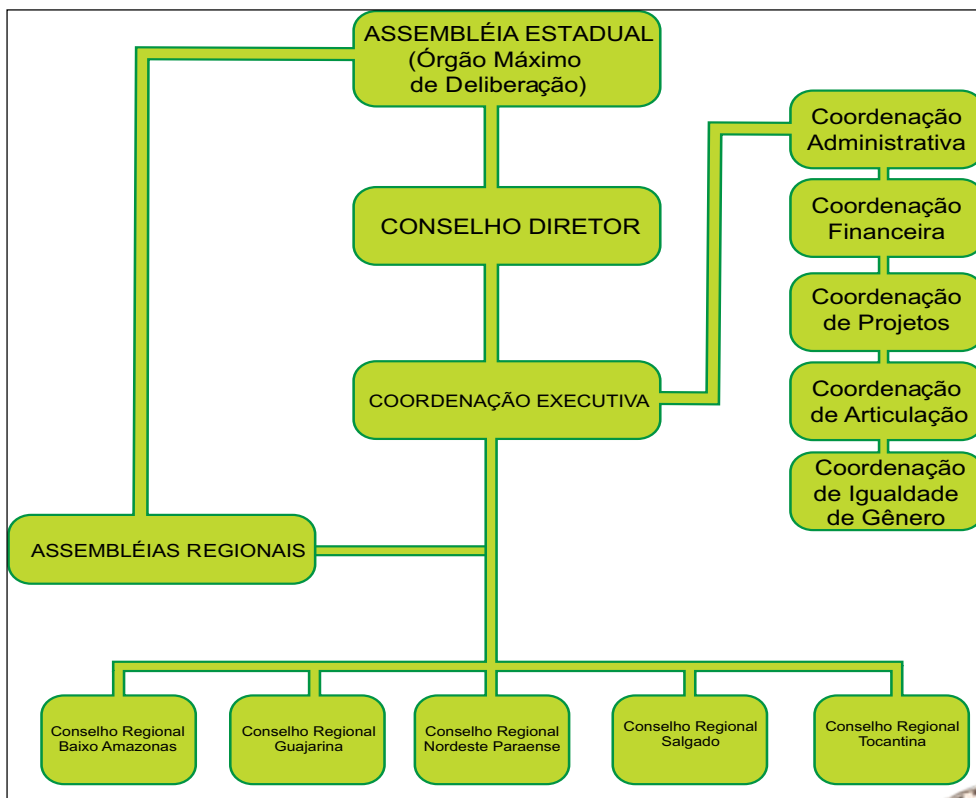 ASSEMBLÉIA ESTADUAL
(Órgão Máximo
de Deliberação)
Coordenação
Administrativa
CONSELHO DIRETOR
Coordenação
Financeira
Coordenação
de Projetos
COORDENAÇÃO EXECUTIVA
Coordenação
de Articulação
Coordenação
de Igualdade
de Gênero
ASSEMBLÉIAS REGIONAIS
Conselho Regional
Baixo Amazonas
Conselho Regional
Guajarina
Conselho Regional
Nordeste Paraense
Conselho Regional
Salgado
Conselho Regional
Tocantina